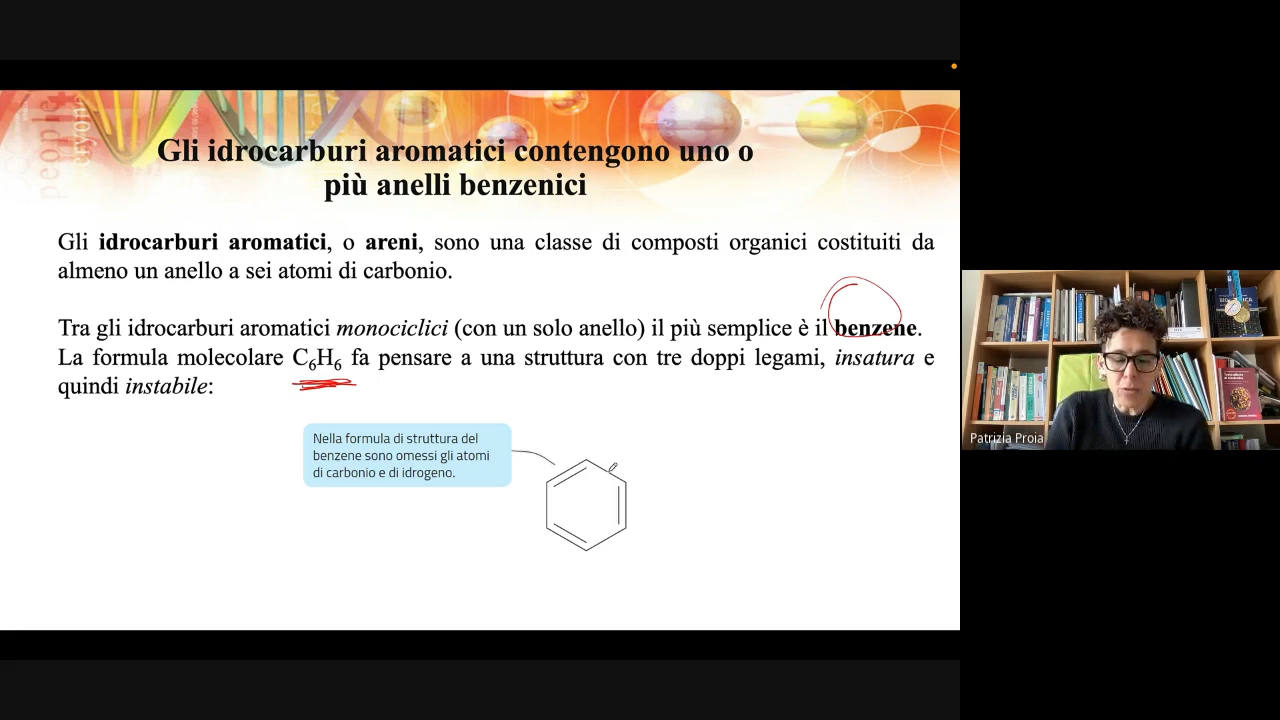 people
eryone
Gli idrocarburi aromatici contengono uno o
più anelli benzenici
Gli idrocarburi aromatici, o areni, sono una classe di composti organici costituiti da
almeno un anello a sei atomi di carbonio.
Tra gli idrocarburi aromatici monociclici (con un solo anello) il più semplice è il benzene.
La formula molecolare C₆H₆ fa pensare a una struttura con tre doppi legami, insatura e
quindi instabile:
Nella formula di struttura del
benzene sono omessi gli atomi
di carbonio e di idrogeno.
Patrizia Proia